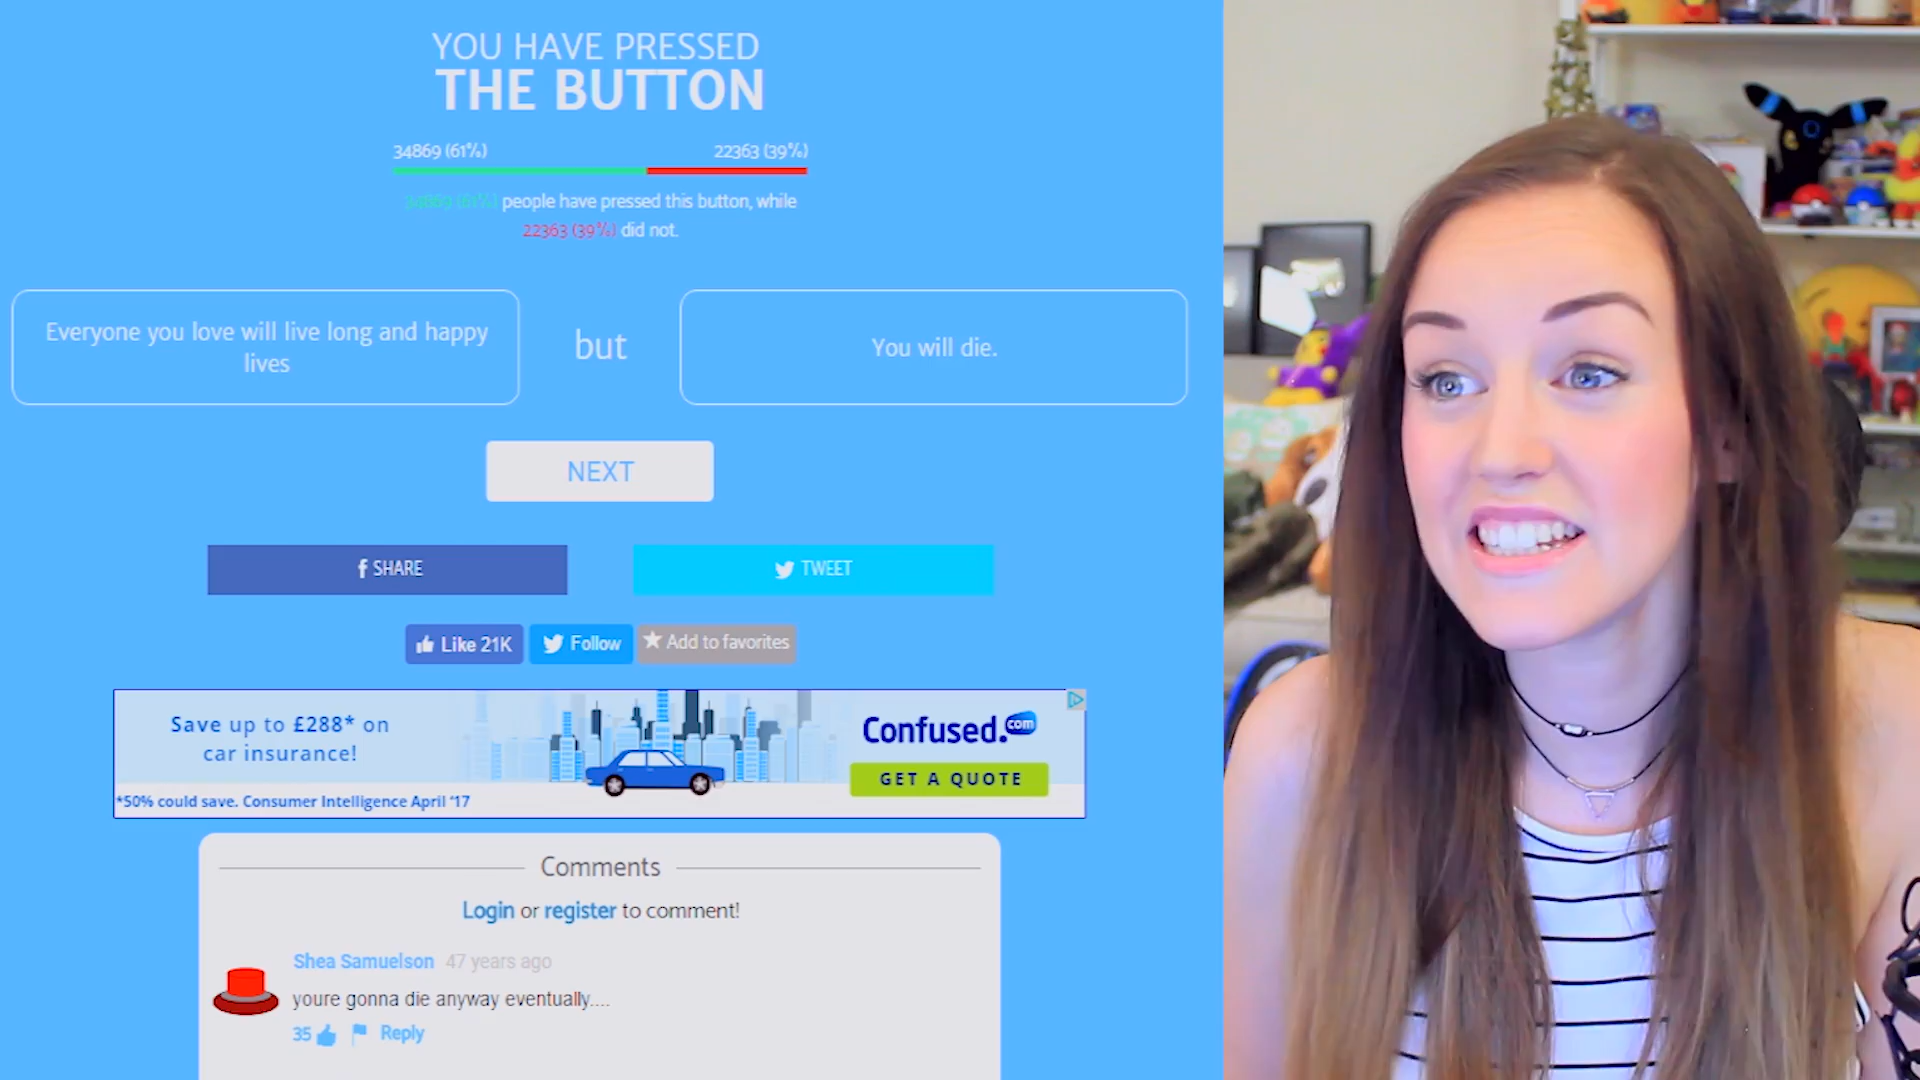 YOU HAVE PRESSED
THE BUTTON
34869 (61%) 22363 (39%)
34869 (61%) people have pressed this button, while
22363 (39%) did not.
Everyone you love will live long and happy
lives
but
You will die.
NEXT
SHARE
TWEET
Like 21K
Follow
Add to favorites
Save up to £288* on
car insurance!
*50% could save. Consumer Intelligence April '17
Confused.com
GET A QUOTE
Comments
Login or register to comment!
Shea Samuelson 47 years ago
youre gonna die anyway eventually....
35 Reply